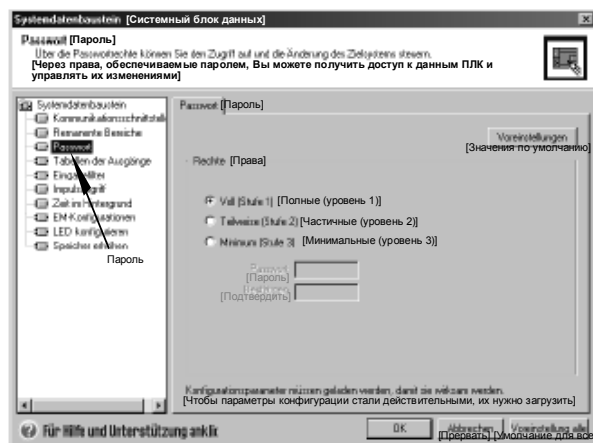 Systemdatenbaustein [Системный блок данных]
Passwort [Пароль]
Über die Passwortrechte können Sie den Zugriff auf und die Änderung des Zielsystems steuern.
[Через права, обеспечиваемые паролем, Вы можете получить доступ к данным ПЛК и
управлять их изменениями]
Systemdatenbaustein
Kommunikationsschnittstelle
Remanente Bereiche
Passwort
Tabellen der Ausgänge
Eingabefilter
Impulsgriff
Zeit im Hintergrund
EM-Konfigurationen
LED konfigurieren
Speicher erhöhen
Пароль
Passwort [Пароль]
Voreinstellungen
[Значения по умолчанию]
Rechte [Права]
Voll (Stufe 1) [Полные (уровень 1)]
Teilweise (Stufe 2) [Частичные (уровень 2)]
Minimum (Stufe 3) [Минимальные (уровень 3)]
Passwort
[Пароль]
[Подтвердить]
Konfigurationsparameter müssen geladen werden, damit sie wirksam werden.
[Чтобы параметры конфигурации стали действительными, их нужно загрузить]
Für Hilfe und Unterstützung anklic
OK
Abbrechen
Voreinstellung alle
[Прервать]
[Умолчание для все